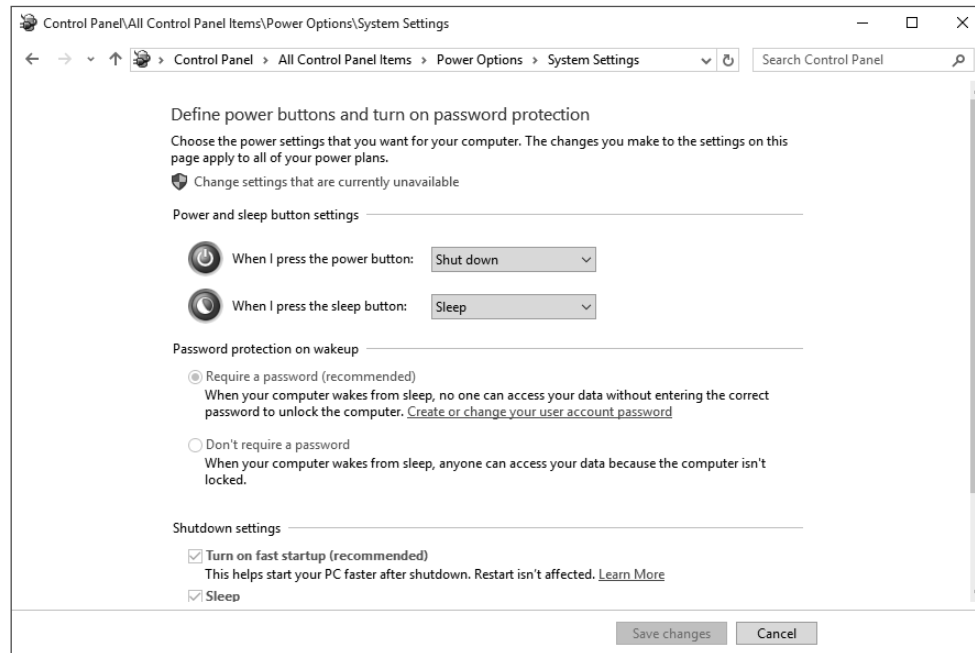 Control Panel\All Control Panel Items\Power Options\System Settings
Control Panel > All Control Panel Items > Power Options > System Settings
Search Control Panel
Define power buttons and turn on password protection
Choose the power settings that you want for your computer. The changes you make to the settings on this
page apply to all of your power plans.
Change settings that are currently unavailable
Power and sleep button settings
When I press the power button: Shut down
When I press the sleep button: Sleep
Password protection on wakeup
Require a password (recommended)
When your computer wakes from sleep, no one can access your data without entering the correct
password to unlock the computer. Create or change your user account password
Don't require a password
When your computer wakes from sleep, anyone can access your data because the computer isn't
locked.
Shutdown settings
Turn on fast startup (recommended)
This helps start your PC faster after shutdown. Restart isn't affected. Learn More
Sleep
Save changes Cancel